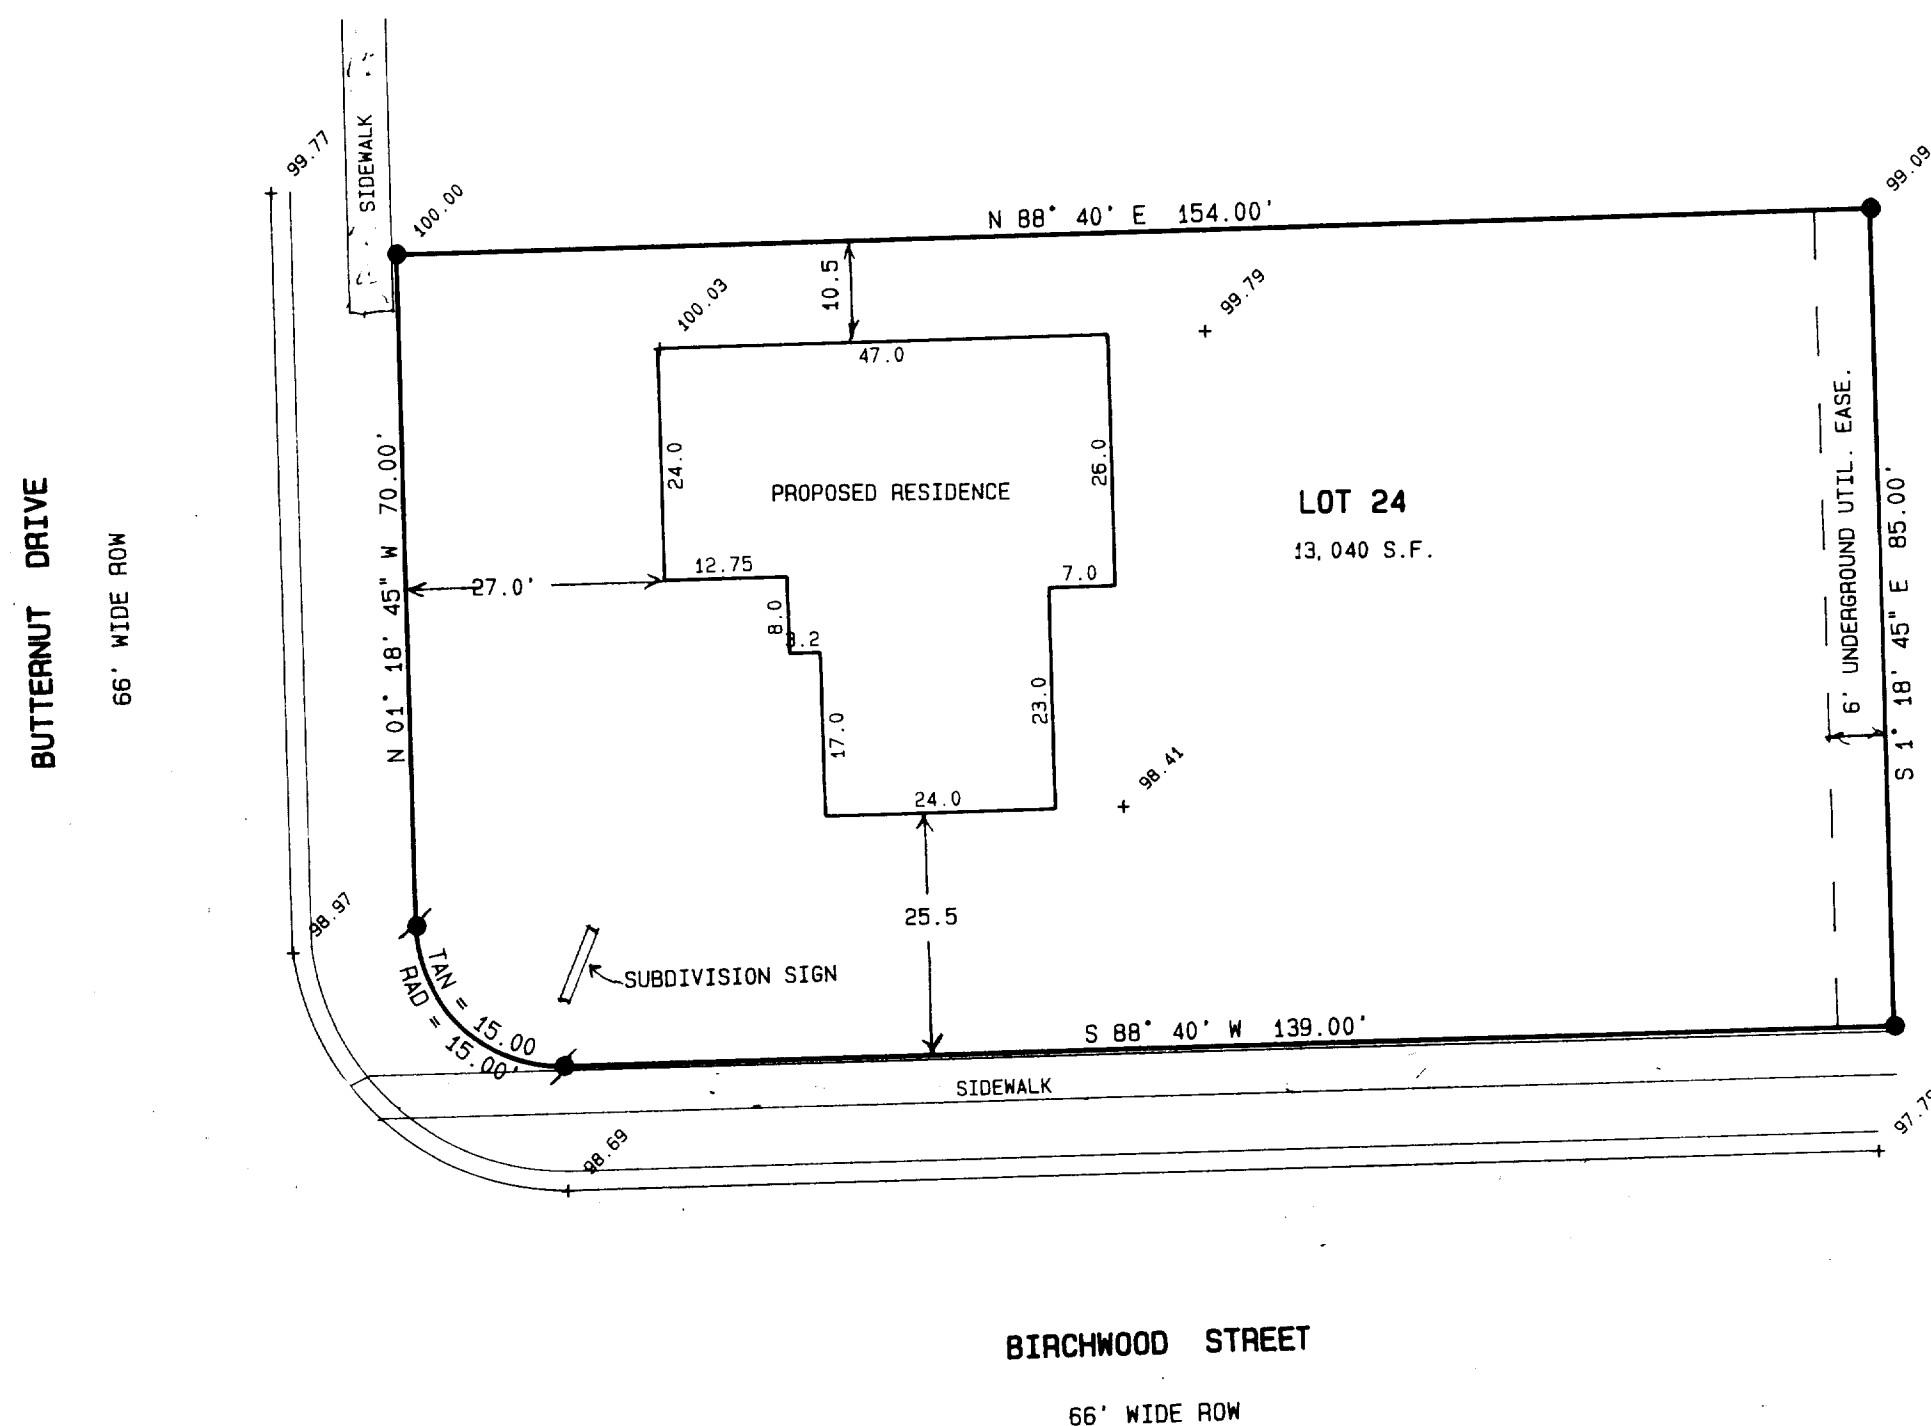 SIDEWALK
99.77
100.00
N 88° 40' E 154.00'
99.09
10.5
100.03
99.79
47.0
24.0
26.0
PROPOSED RESIDENCE
LOT 24
13,040 S.F.
6' UNDERGROUND UTIL. EASE.
S 1° 18' 45" E 85.00'
N 01° 18' 45" W 70.00'
BUTTERNUT DRIVE
66' WIDE ROW
27.0'
12.75
7.0
8.0
3.2
17.0
23.0
24.0
98.41
98.97
25.5
SUBDIVISION SIGN
TAN = 15.00
RAD = 15.00'
S 88° 40' W 139.00'
SIDEWALK
98.69
BIRCHWOOD STREET
66' WIDE ROW